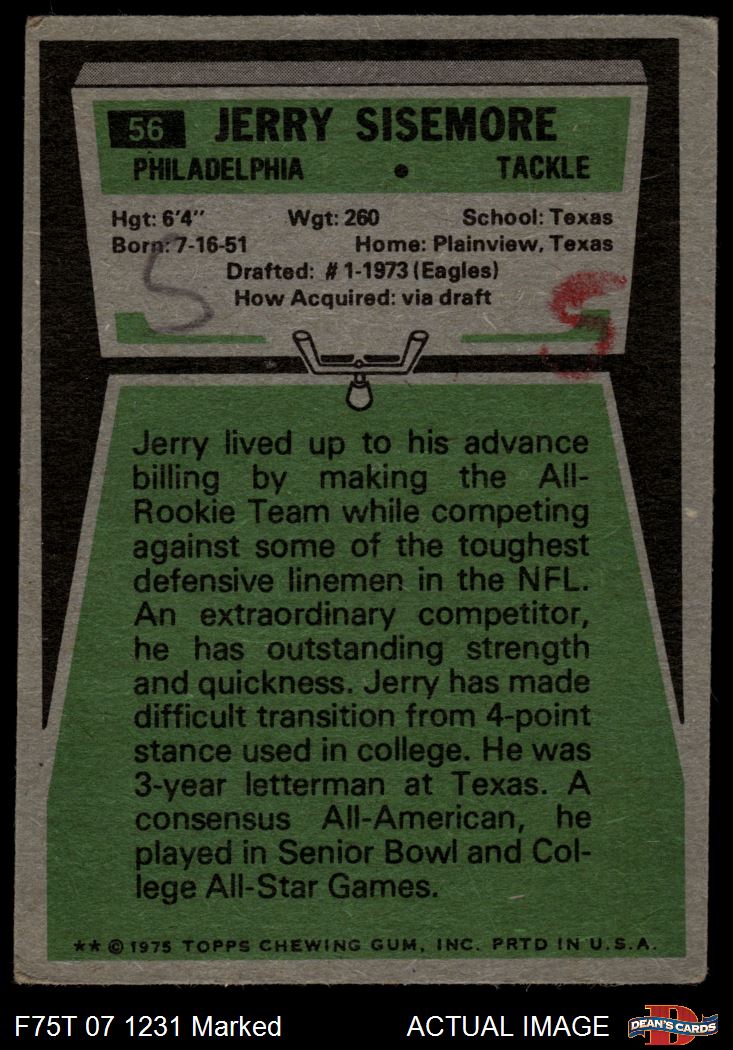 56 JERRY SISEMORE
PHILADELPHIA • TACKLE
Hgt: 6'4" Wgt: 260 School: Texas
Born: 7-16-51 Home: Plainview, Texas
Drafted: #1-1973 (Eagles)
How Acquired: via draft
S S
Jerry lived up to his advance
billing by making the All-
Rookie Team while competing
against some of the toughest
defensive linemen in the NFL.
An extraordinary competitor,
he has outstanding strength
and quickness. Jerry has made
difficult transition from 4-point
stance used in college. He was
3-year letterman at Texas. A
consensus All-American, he
played in Senior Bowl and Col-
lege All-Star Games.
** © 1975 TOPPS CHEWING GUM, INC. PRTD IN U.S.A.
F75T 07 1231 Marked ACTUAL IMAGE DEAN'S CARDS